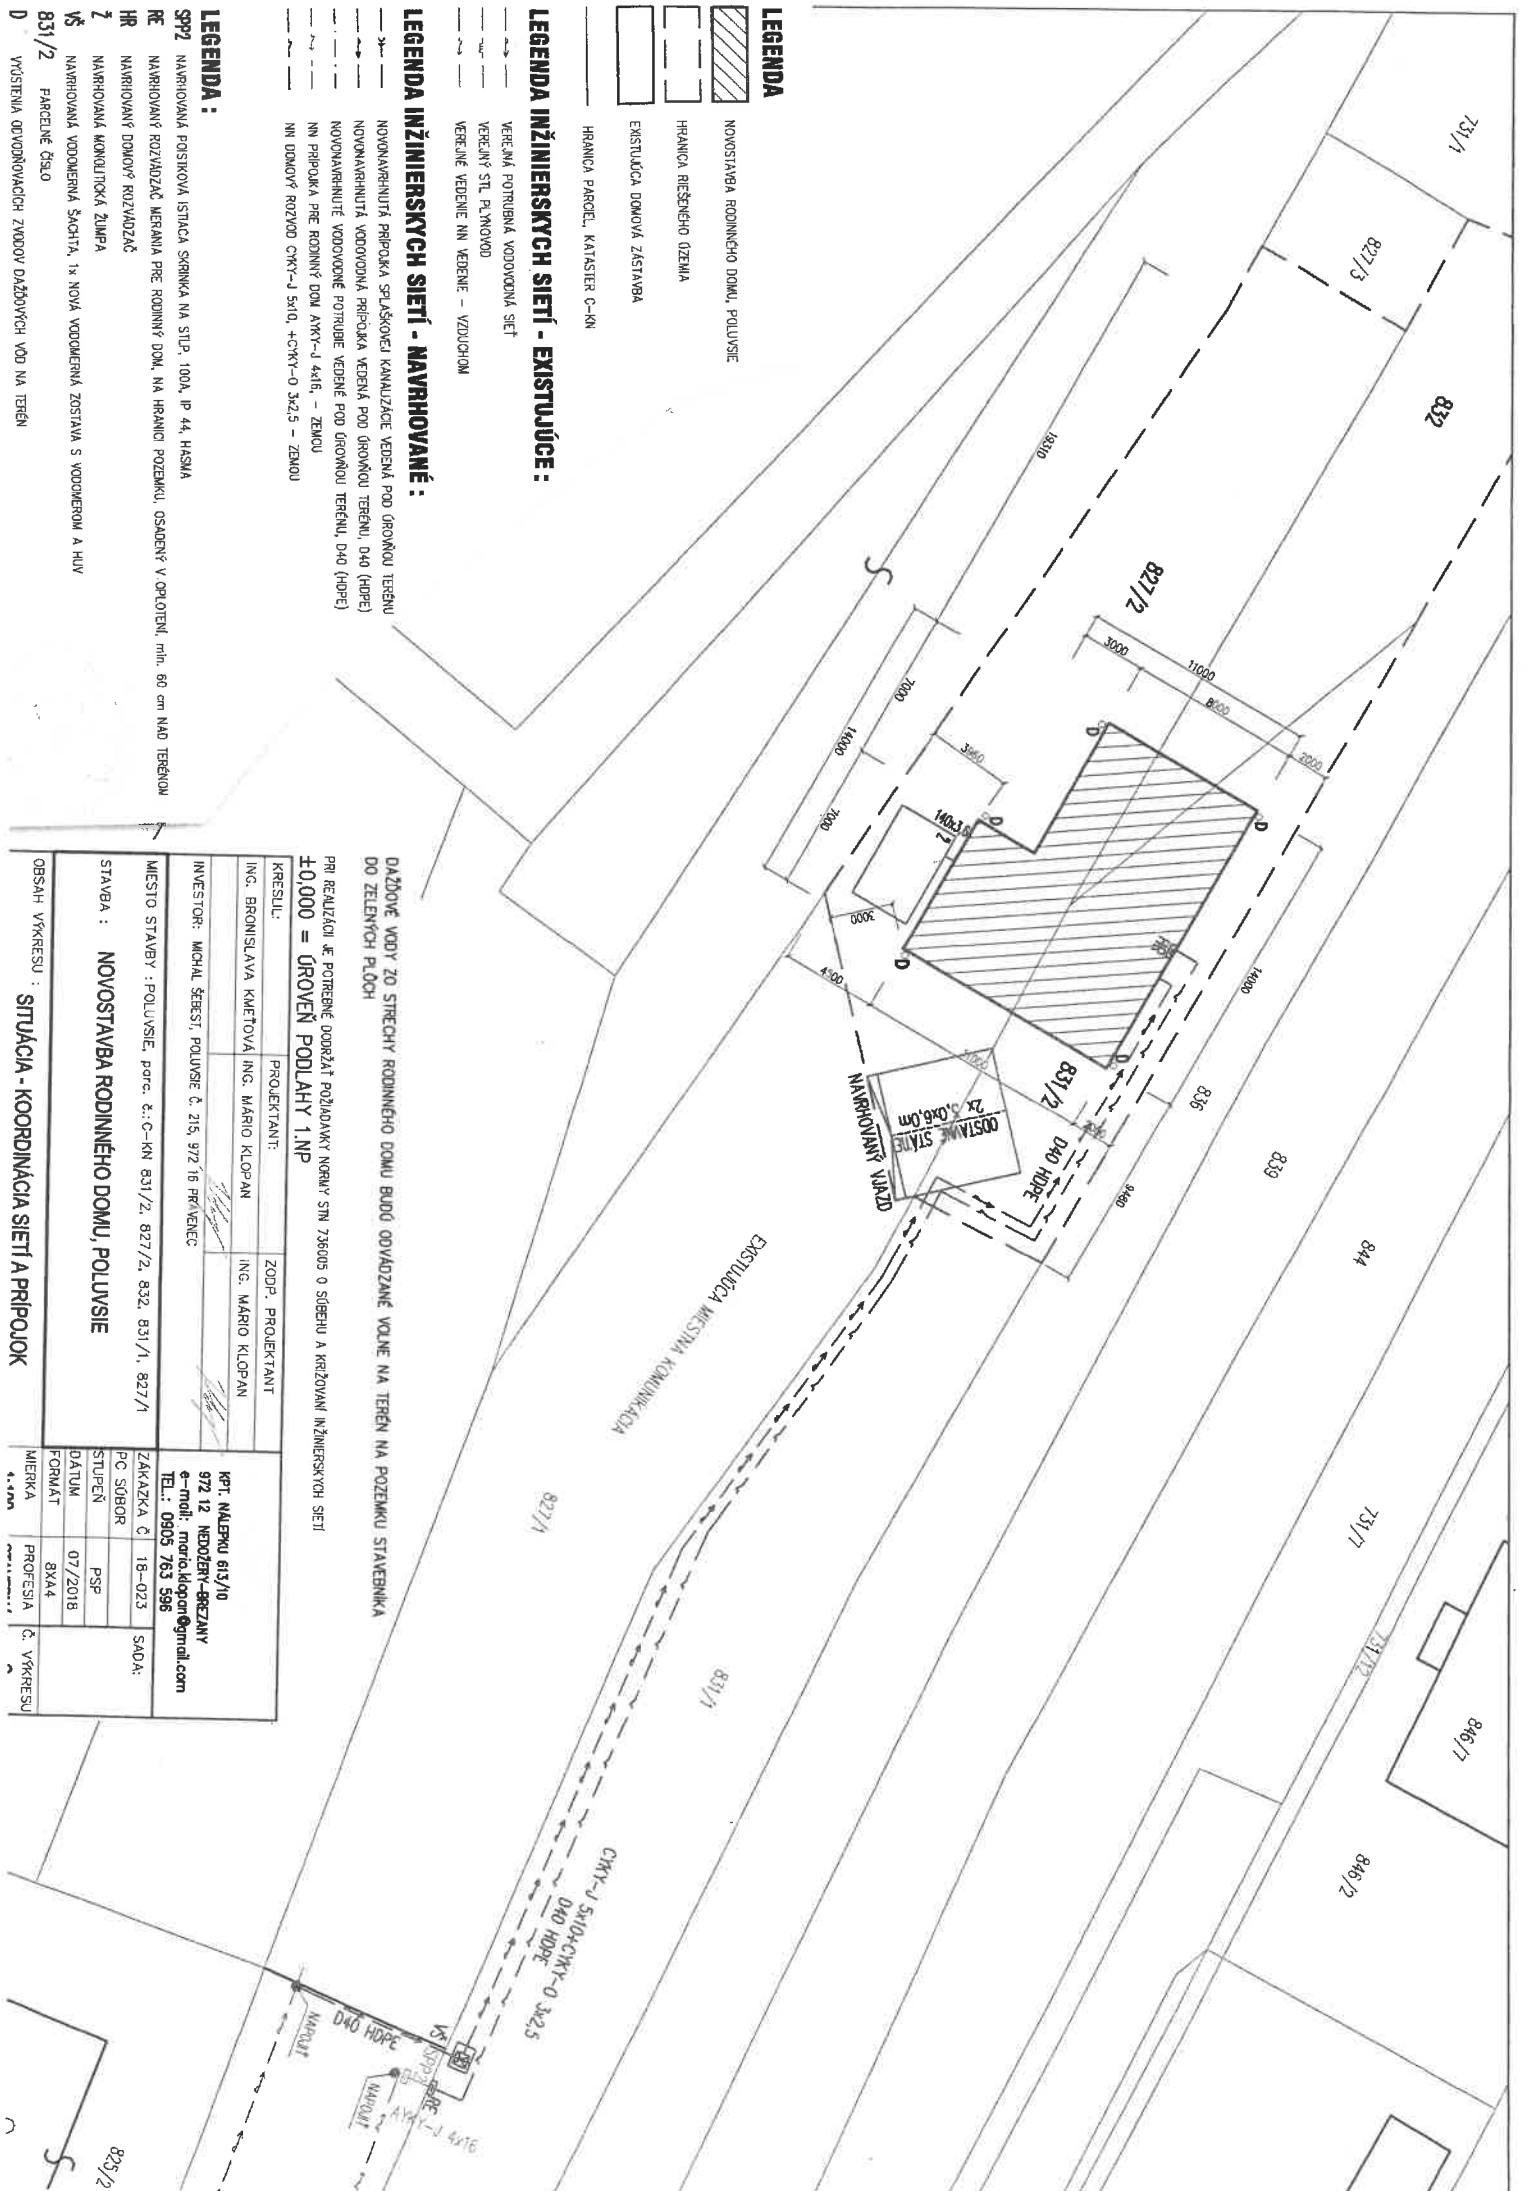 LEGENDA
NOVOSTAVBA RODINNÉHO DOMU, POLUVSIE
HRANICA RIEŠENÉHO ÚZEMIA
EXISTUJÚCA DOMOVÁ ZÁSTAVBA
HRANICA PARCIEL, KATASTER C-KN
LEGENDA INŽINIERSKYCH SIETÍ - EXISTUJÚCE :
VEREJNÁ POTRUBNÁ VODOVODNÁ SIEŤ
VEREJNÝ STL PLYNOVOD
VEREJNÉ VEDENIE NN VEDENIE - VZDUCHOM
LEGENDA INŽINIERSKYCH SIETÍ - NAVRHOVANÉ :
NOVONAVRHNUTÁ PRÍPOJKA SPLAŠKOVEJ KANALIZÁCIE VEDENÁ POD ÚROVŇOU TERÉNU
NOVONAVRHNUTÁ VODOVODNÁ PRÍPOJKA VEDENÁ POD ÚROVŇOU TERÉNU, D40 (HDPE)
NOVONAVRHNUTÉ VODOVODNÉ POTRUBIE VEDENÉ POD ÚROVŇOU TERÉNU, D40 (HDPE)
NN PRÍPOJKA PRE RODINNÝ DOM AYKY-J 4x16, - ZEMOU
NN DOMOVÝ ROZVOD CYKY-J 5x10, +CYKY-O 3x2,5 - ZEMOU
LEGENDA :
SPP2 NAVRHOVANÁ POISTKOVÁ ISTIACA SKRINKA NA STĹP, 100A, IP 44, HASMA
RE NAVRHOVANÝ ROZVÁDZAČ MERANIA PRE RODINNÝ DOM, NA HRANICI POZEMKU, OSADENÝ V OPLOTENÍ, min. 60 cm NAD TERÉNOM
HR NAVRHOVANÝ DOMOVÝ ROZVÁDZAČ
Ž NAVRHOVANÁ MONOLITICKÁ ŽUMPA
VŠ NAVRHOVANÁ VODOMERNÁ ŠACHTA, 1x NOVÁ VODOMERNÁ ZOSTAVA S VODOMEROM A HUV
831/2 PARCELNÉ ČÍSLO
D VYÚSTENIA ODVODŇOVACÍCH ZVODOV DAŽĎOVÝCH VÔD NA TERÉN
731/1
827/3
832
19310
827/2
7000
14000
7000
3000
11000
8000
2000
D
D
3960
D
Ž
3000
D
4500
14000
D
831/2
836
839
844
731/1
731/12
846/1
846/2
ODSTAVNÉ STÁTIE
2x 5,0x6,0m
NAVRHOVANÝ VJAZD
D40 HDPE
9480
EXISTUJÚCA MIESTNA KOMUNIKÁCIA
827/1
831/1
CYKY-J 5x10+CYKY-O 3x2,5
D40 HDPE
D40 HDPE
NAPOJIŤ
VŠ
SPP2
RE
NAPOJIŤ
AYKY-J 4x16
825/2
DAŽĎOVÉ VODY ZO STRECHY RODINNÉHO DOMU BUDÚ ODVÁDZANÉ VOĽNE NA TERÉN NA POZEMKU STAVEBNÍKA
DO ZELENÝCH PLÔCH
PRI REALIZÁCII JE POTREBNÉ DODRŽAŤ POŽIADAVKY NORMY STN 736005 O SÚBEHU A KRIŽOVANÍ INŽINIERSKYCH SIETÍ
±0,000 = ÚROVEŇ PODLAHY 1.NP
KRESLIL: PROJEKTANT: ZODP. PROJEKTANT
ING. BRONISLAVA KMEŤOVÁ ING. MÁRIO KLOPAN ING. MÁRIO KLOPAN
INVESTOR: MICHAL ŠEBEST, POLUVSIE Č. 215, 972 16 PRAVENEC
KPT. NÁLEPKU 613/10
972 12 NEDOŽERY-BREZANY
e-mail: mario.klopan@gmail.com
TEL.: 0905 763 596
MIESTO STAVBY : POLUVSIE, parc. č.:C-KN 831/2, 827/2, 832, 831/1, 827/1
STAVBA : NOVOSTAVBA RODINNÉHO DOMU, POLUVSIE
OBSAH VÝKRESU : SITUÁCIA - KOORDINÁCIA SIETÍ A PRÍPOJOK
ZÁKAZKA Č. 18-023 SADA:
PC SÚBOR
STUPEŇ PSP
DÁTUM 07/2018
FORMÁT 8XA4
MIERKA PROFESIA Č. VÝKRESU